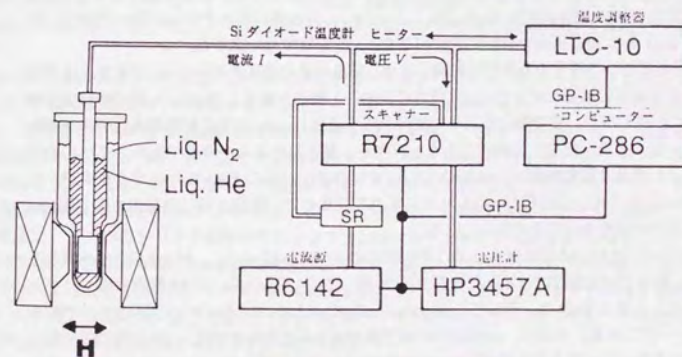 温度調節器
Siダイオード温度計 ヒーター
LTC-10
電流 I
電圧 V
GP-IB
スキャナー
コンピューター
R7210
PC-286
Liq. N2
Liq. He
SR
GP-IB
電流源
電圧計
R6142
HP3457A
H